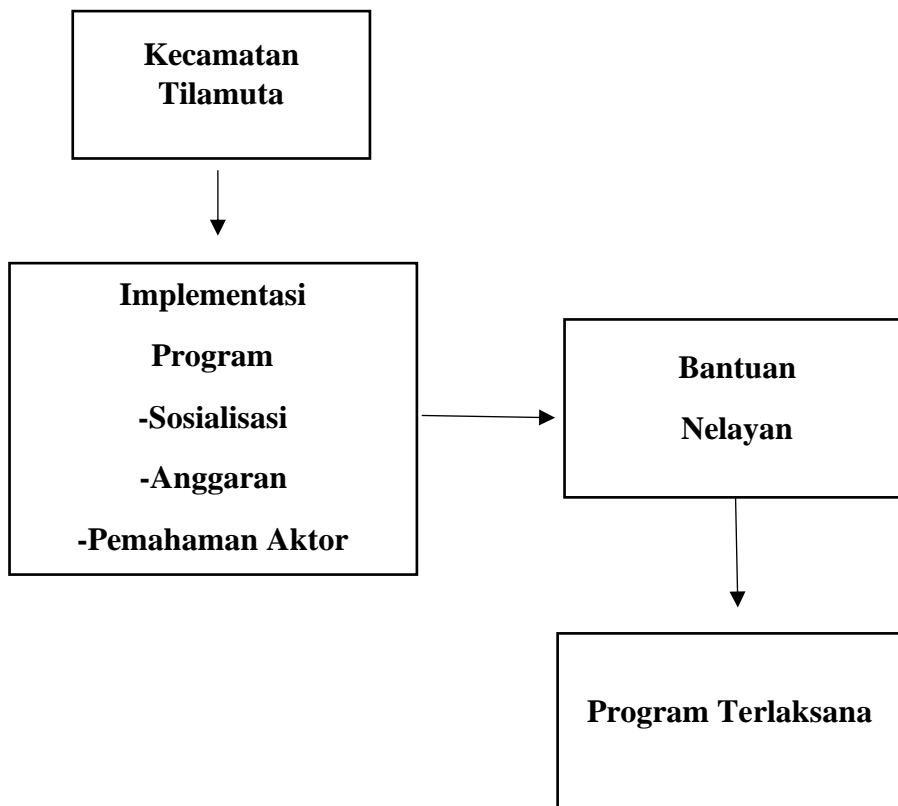 Kecamatan
Tilamuta
Implementasi
Program
-Sosialisasi
-Anggaran
-Pemahaman Aktor
Bantuan
Nelayan
Program Terlaksana